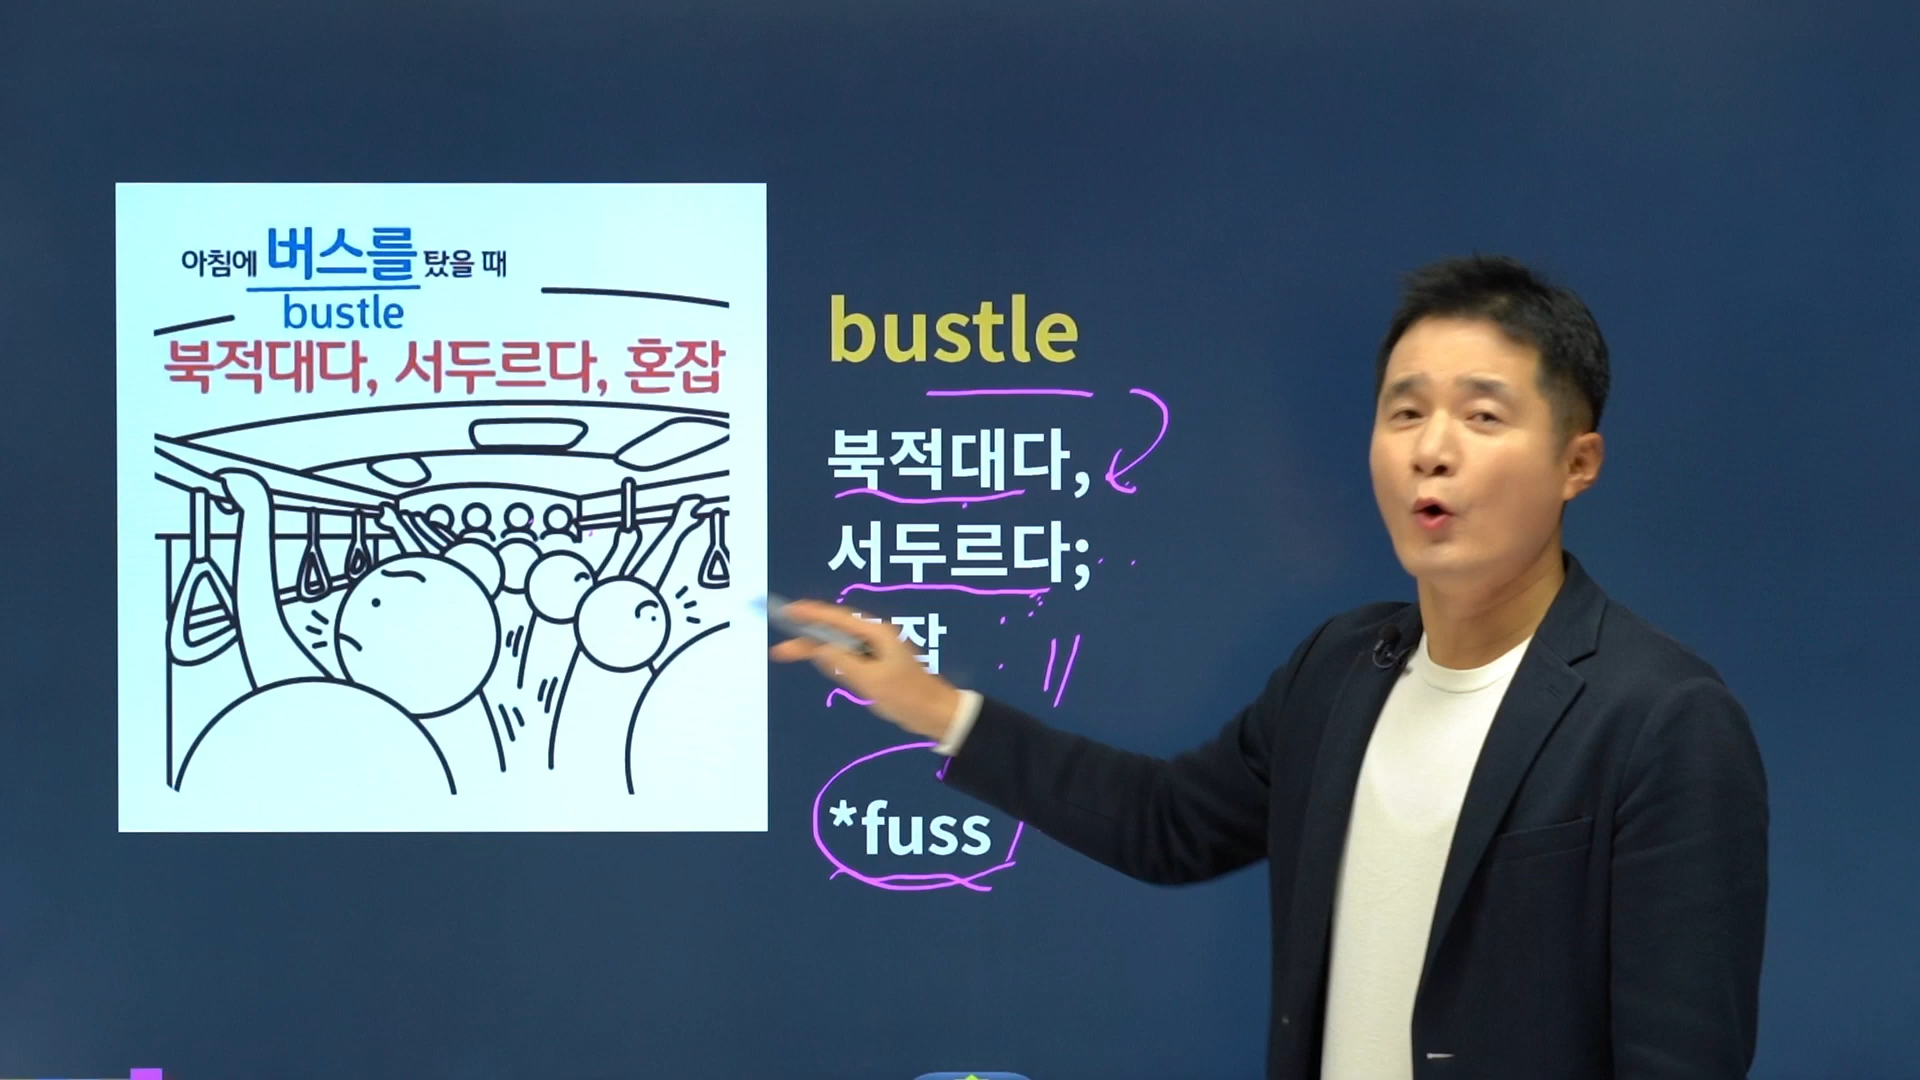 아침에 버스를 탔을 때
bustle
북적대다, 서두르다, 혼잡
bustle
북적대다,
서두르다;
잡
*fuss